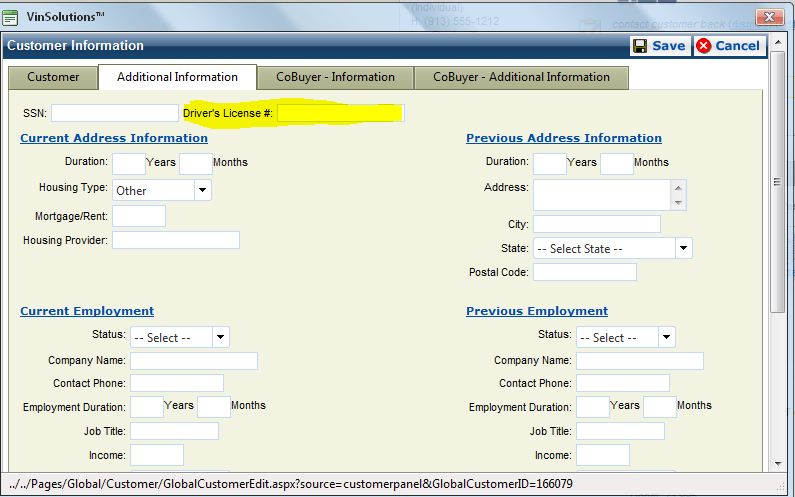 (Individual)
H: (913) 555-1212
contact customer back
VinSolutions™
Customer Information Save Cancel
Customer Additional Information CoBuyer - Information CoBuyer - Additional Information
SSN: Driver's License #:
Current Address Information
Duration: Years Months
Housing Type: Other
Mortgage/Rent:
Housing Provider:
Previous Address Information
Duration: Years Months
Address:
City:
State: -- Select State --
Postal Code:
Current Employment
Status: -- Select --
Company Name:
Contact Phone:
Employment Duration: Years Months
Job Title:
Income:
Previous Employment
Status: -- Select --
Company Name:
Contact Phone:
Employment Duration: Years Months
Job Title:
Income:
../../Pages/Global/Customer/GlobalCustomerEdit.aspx?source=customerpanel&GlobalCustomerID=166079